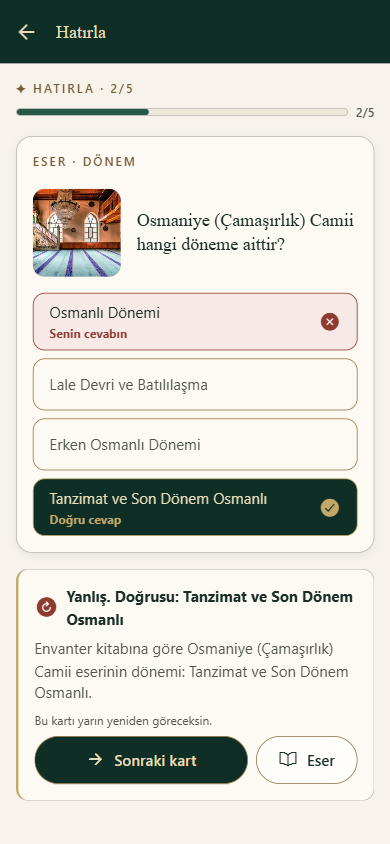 Hatırla
✦ HATIRLA · 2/5
2/5
ESER · DÖNEM
Osmaniye (Çamaşırlık) Camii
hangi döneme aittir?
Osmanlı Dönemi
Senin cevabın
Lale Devri ve Batılılaşma
Erken Osmanlı Dönemi
Tanzimat ve Son Dönem Osmanlı
Doğru cevap
Yanlış. Doğrusu: Tanzimat ve Son Dönem
Osmanlı
Envanter kitabına göre Osmaniye (Çamaşırlık)
Camii eserinin dönemi: Tanzimat ve Son Dönem
Osmanlı.
Bu kartı yarın yeniden göreceksin.
Sonraki kart
Eser